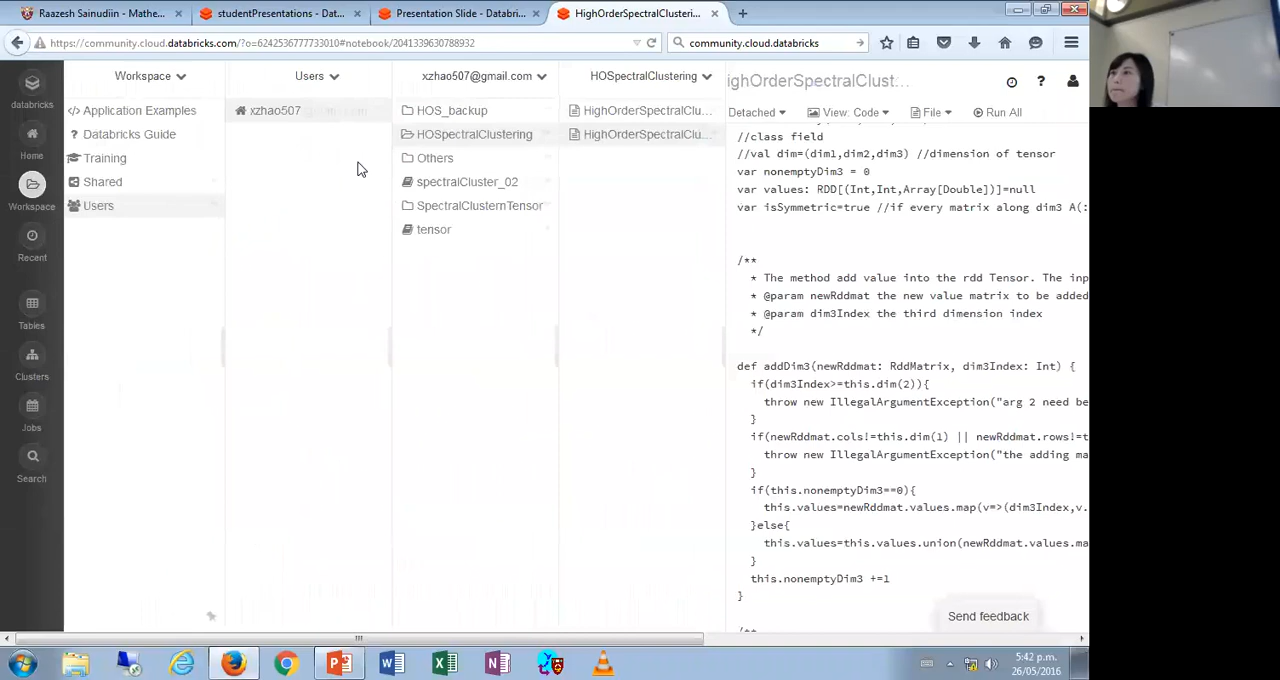 Raazesh Sainudiin - Mathe...
studentPresentations - Dat...
Presentation Slide - Databri...
HighOrderSpectralClusterin...
https://community.cloud.databricks.com/?o=6242536777733010#notebook/2041339630788932
community.cloud.databricks
Workspace
Users
xzhao507@gmail.com
HOSpectralClustering
ighOrderSpectralClust...
databricks
Home
Workspace
Recent
Tables
Clusters
Jobs
Search
Application Examples
Databricks Guide
Training
Shared
Users
xzhao507
HOS_backup
HOSpectralClustering
Others
spectralCluster_02
SpectralClusternTensor
tensor
HighOrderSpectralClu...
HighOrderSpectralClu...
Detached
View: Code
File
Run All
//class field
//val dim=(dim1,dim2,dim3) //dimension of tensor
var nonemptyDim3 = 0
var values: RDD[(Int,Int,Array[Double])]=null
var isSymmetric=true //if every matrix along dim3 A(:
/**
* The method add value into the rdd Tensor. The inp
* @param newRddmat the new value matrix to be added
* @param dim3Index the third dimension index
*/
def addDim3(newRddmat: RddMatrix, dim3Index: Int) {
if(dim3Index>=this.dim(2)){
throw new IllegalArgumentException("arg 2 need be
}
if(newRddmat.cols!=this.dim(1) || newRddmat.rows!=t
throw new IllegalArgumentException("the adding ma
}
if(this.nonemptyDim3==0){
this.values=newRddmat.values.map(v=>(dim3Index,v.
}else{
this.values=this.values.union(newRddmat.values.ma
}
this.nonemptyDim3 +=1
}
/**
Send feedback
5:42 p.m.
26/05/2016